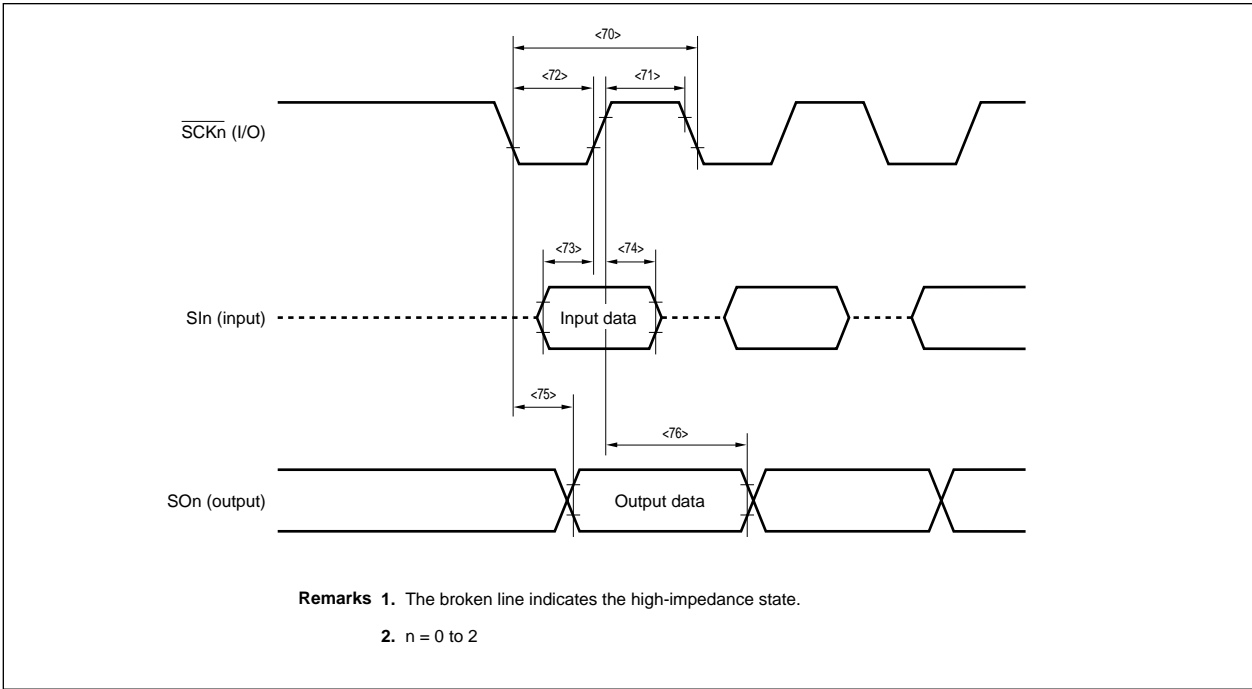 <70>
<72> <71>
SCKn (I/O)
<73> <74>
SIn (input) Input data
<75>
<76>
SOn (output) Output data
Remarks 1. The broken line indicates the high-impedance state.
2. n = 0 to 2